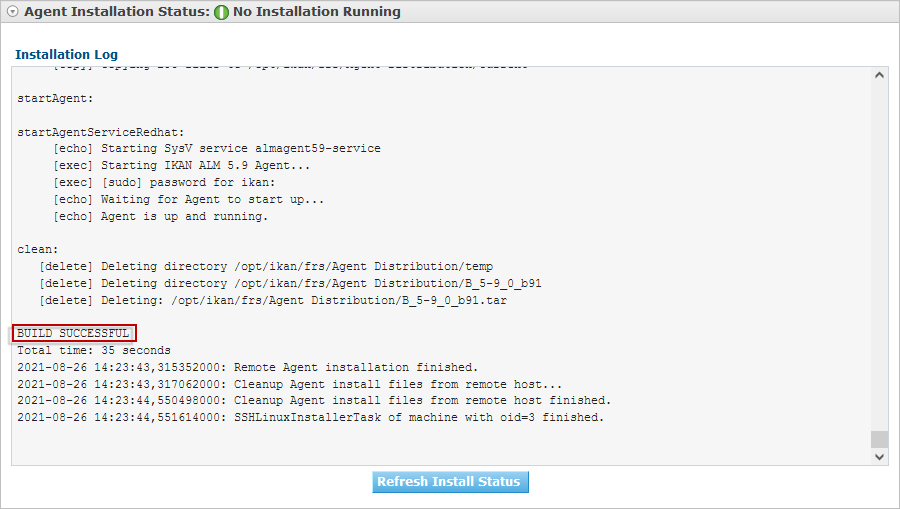 Agent Installation Status: No Installation Running
Installation Log
startAgent:
startAgentServiceRedhat:
[echo] Starting SysV service almagent59-service
[exec] Starting IKAN ALM 5.9 Agent...
[exec] [sudo] password for ikan:
[echo] Waiting for Agent to start up...
[echo] Agent is up and running.
clean:
[delete] Deleting directory /opt/ikan/frs/Agent Distribution/temp
[delete] Deleting directory /opt/ikan/frs/Agent Distribution/B_5-9_0_b91
[delete] Deleting: /opt/ikan/frs/Agent Distribution/B_5-9_0_b91.tar
BUILD SUCCESSFUL
Total time: 35 seconds
2021-08-26 14:23:43,315352000: Remote Agent installation finished.
2021-08-26 14:23:43,317062000: Cleanup Agent install files from remote host...
2021-08-26 14:23:44,550498000: Cleanup Agent install files from remote host finished.
2021-08-26 14:23:44,551614000: SSHLinuxInstallerTask of machine with oid=3 finished.
Refresh Install Status